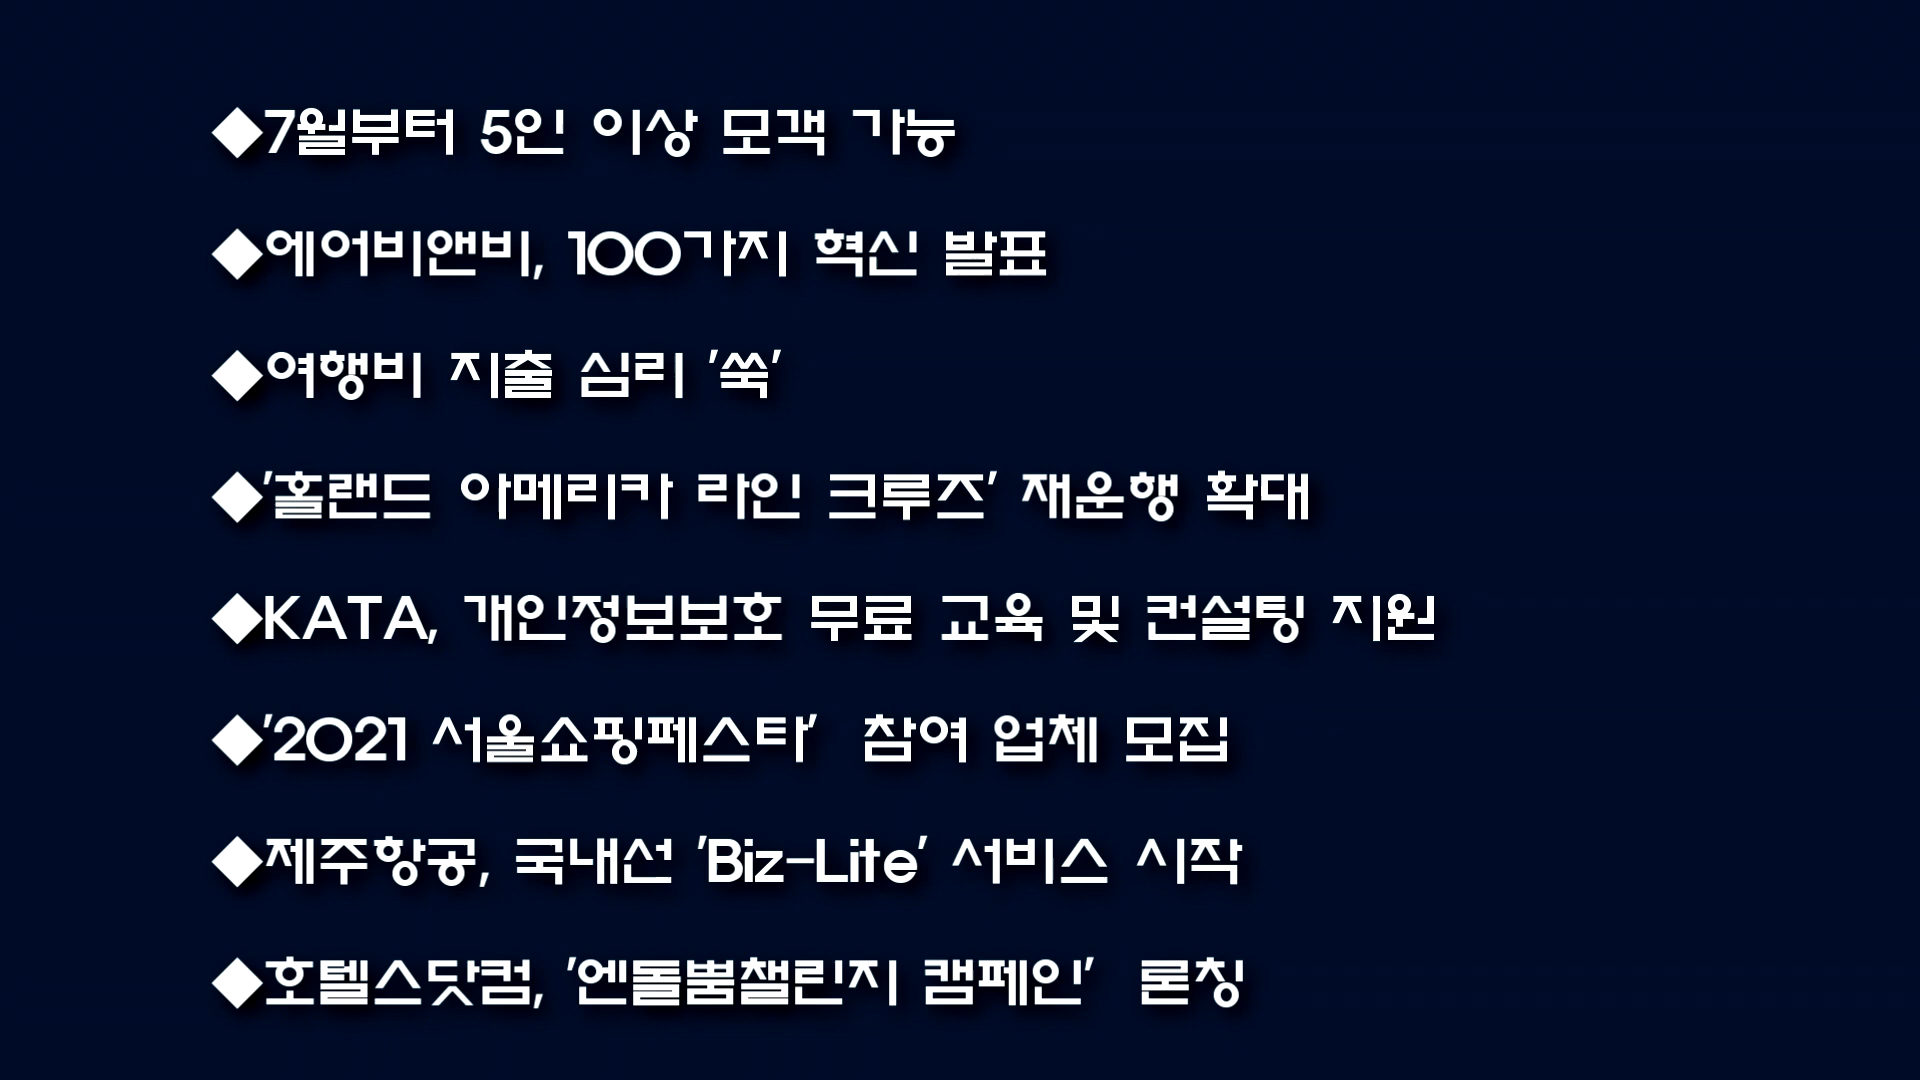 ◆7월부터 5인 이상 모객 가능
◆에어비앤비, 100가지 혁신 발표
◆여행비 지출 심리 '쑥'
◆'홀랜드 아메리카 라인 크루즈' 재운행 확대
◆KATA, 개인정보보호 무료 교육 및 컨설팅 지원
◆'2021 서울쇼핑페스타' 참여 업체 모집
◆제주항공, 국내선 'Biz-Lite' 서비스 시작
◆호텔스닷컴, '엔돌뿜챌린지 캠페인' 론칭